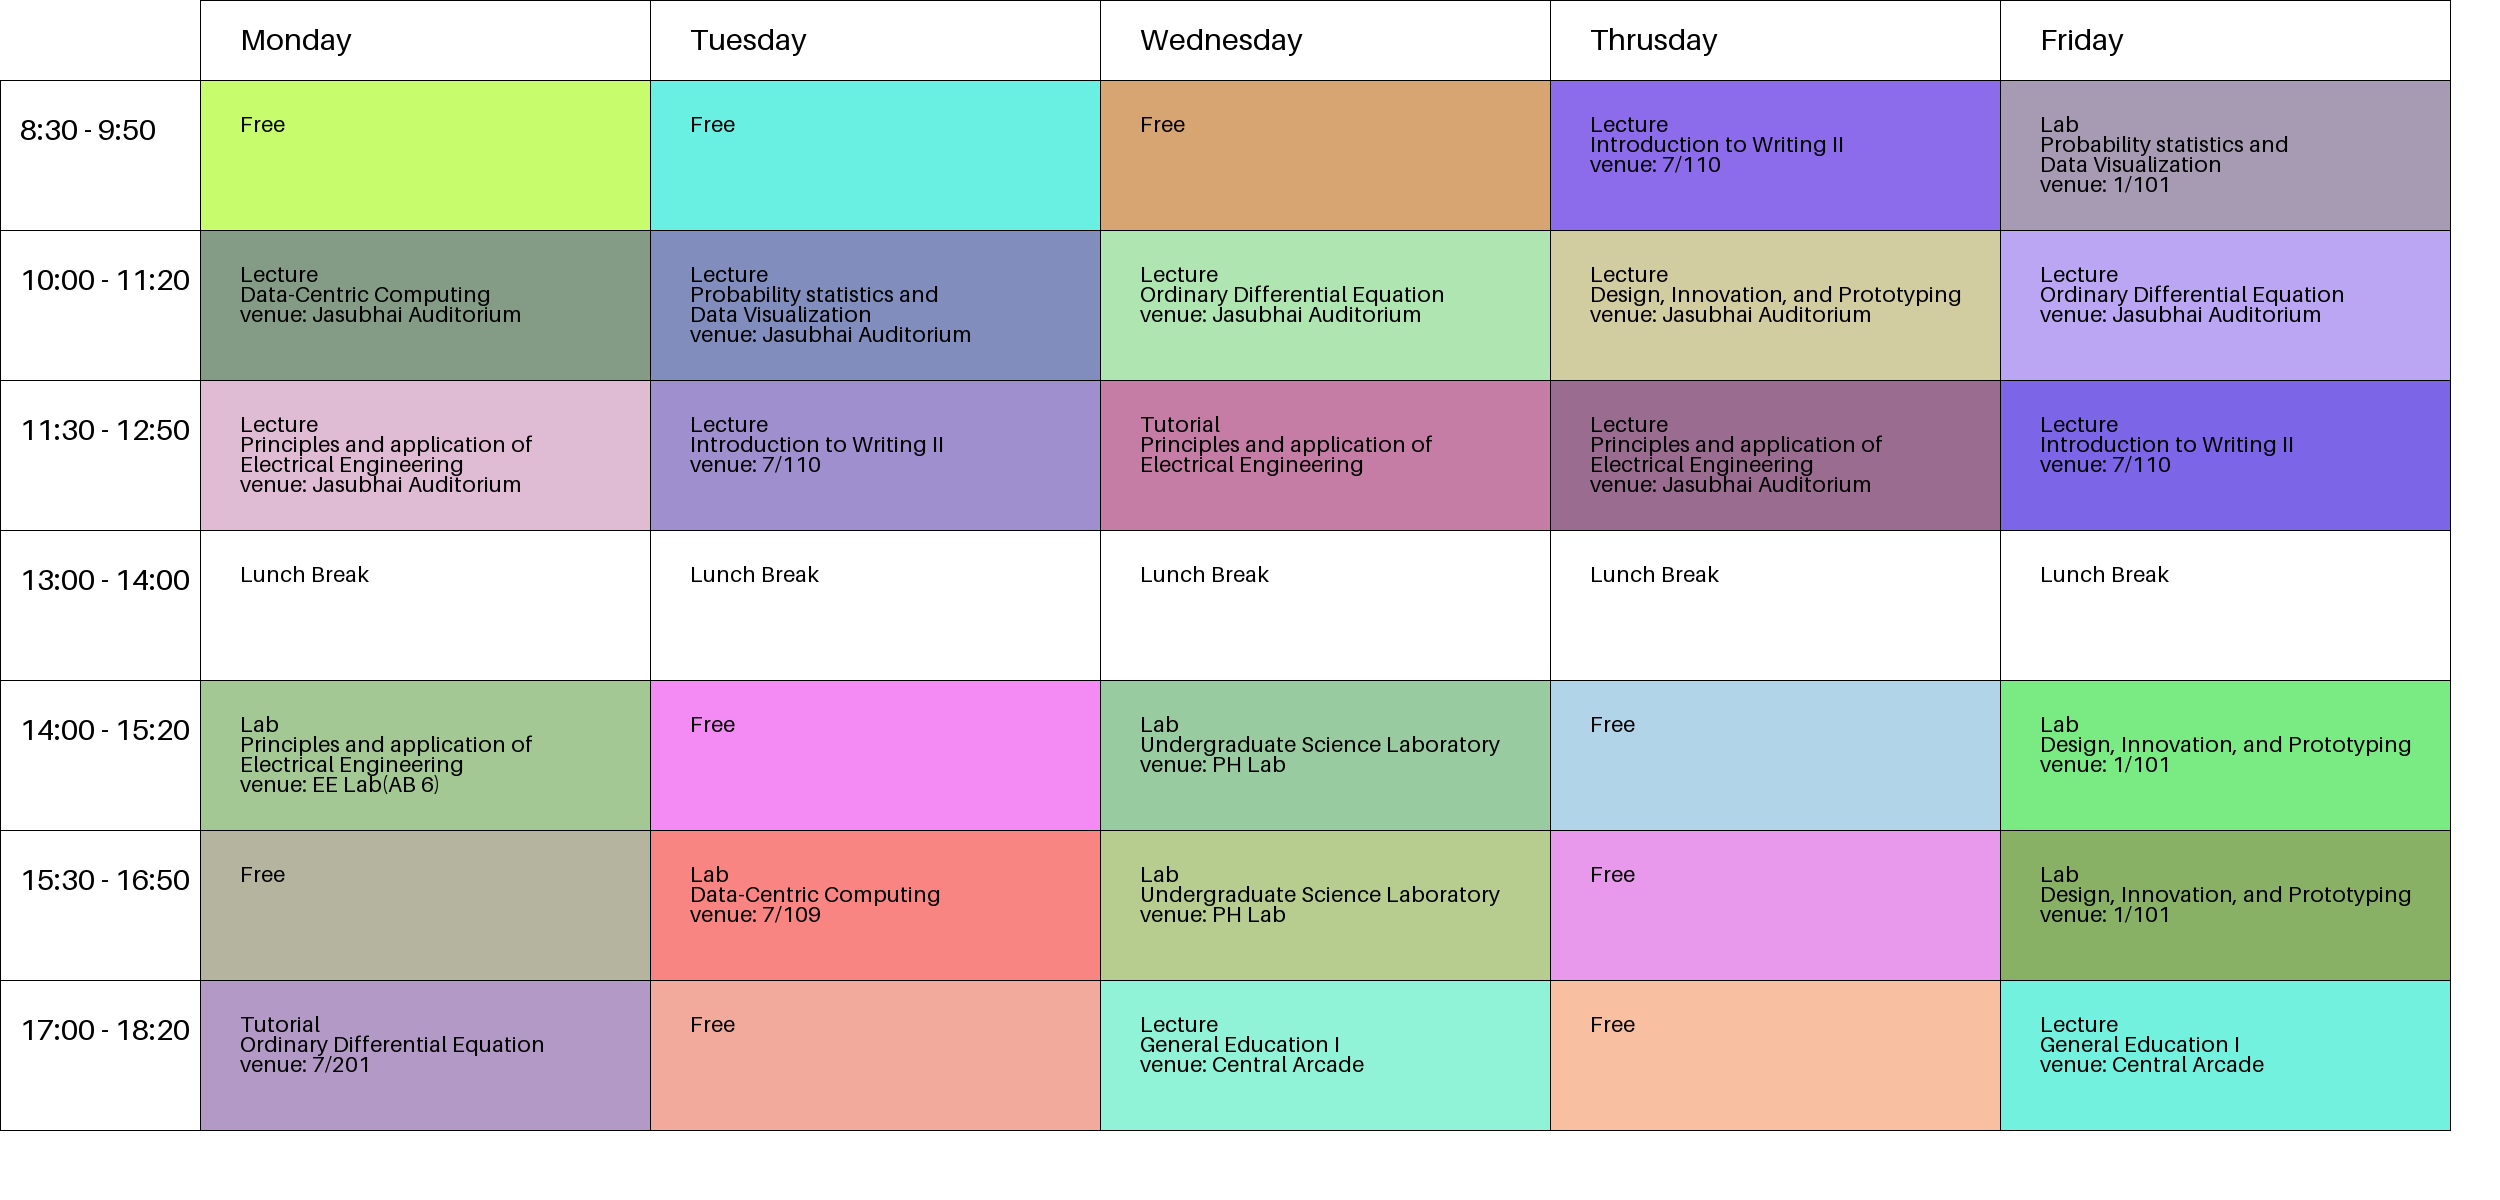 Monday
Tuesday
Wednesday
Thrusday
Friday
8:30 - 9:50
Free
Free
Free
Lecture
Introduction to Writing II
venue: 7/110
Lab
Probability statistics and
Data Visualization
venue: 1/101
10:00 - 11:20
Lecture
Data-Centric Computing
venue: Jasubhai Auditorium
Lecture
Probability statistics and
Data Visualization
venue: Jasubhai Auditorium
Lecture
Ordinary Differential Equation
venue: Jasubhai Auditorium
Lecture
Design, Innovation, and Prototyping
venue: Jasubhai Auditorium
Lecture
Ordinary Differential Equation
venue: Jasubhai Auditorium
11:30 - 12:50
Lecture
Principles and application of
Electrical Engineering
venue: Jasubhai Auditorium
Lecture
Introduction to Writing II
venue: 7/110
Tutorial
Principles and application of
Electrical Engineering
Lecture
Principles and application of
Electrical Engineering
venue: Jasubhai Auditorium
Lecture
Introduction to Writing II
venue: 7/110
13:00 - 14:00
Lunch Break
Lunch Break
Lunch Break
Lunch Break
Lunch Break
14:00 - 15:20
Lab
Principles and application of
Electrical Engineering
venue: EE Lab(AB 6)
Free
Lab
Undergraduate Science Laboratory
venue: PH Lab
Free
Lab
Design, Innovation, and Prototyping
venue: 1/101
15:30 - 16:50
Free
Lab
Data-Centric Computing
venue: 7/109
Lab
Undergraduate Science Laboratory
venue: PH Lab
Free
Lab
Design, Innovation, and Prototyping
venue: 1/101
17:00 - 18:20
Tutorial
Ordinary Differential Equation
venue: 7/201
Free
Lecture
General Education I
venue: Central Arcade
Free
Lecture
General Education I
venue: Central Arcade